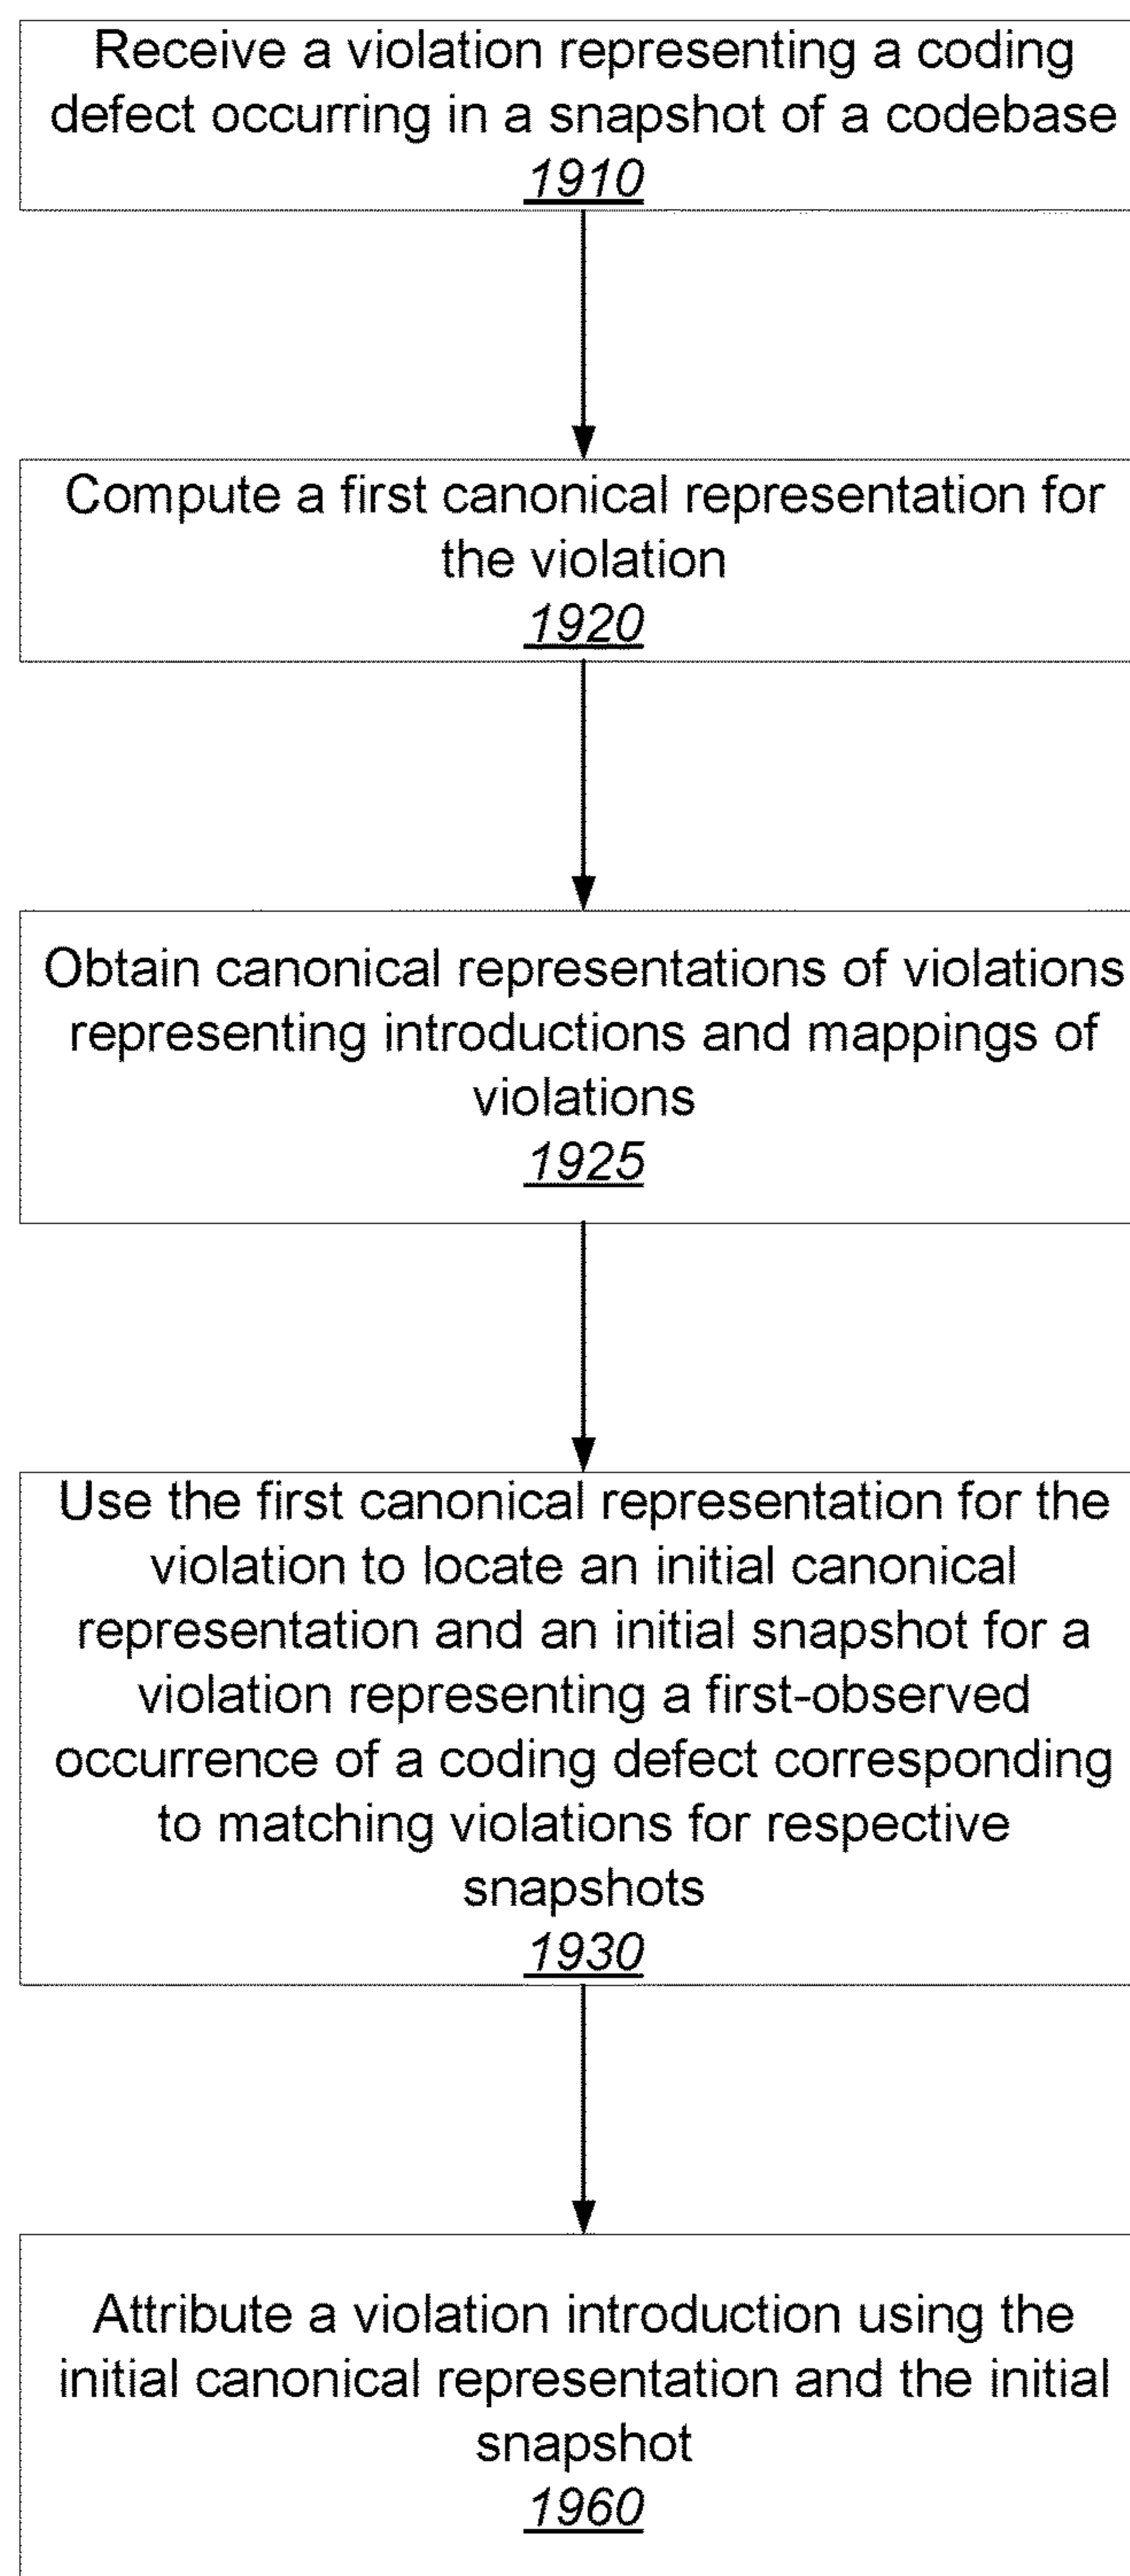 Receive a violation representing a coding
defect occurring in a snapshot of a codebase
1910
Compute a first canonical representation for
the violation
1920
Obtain canonical representations of violations
representing introductions and mappings of
violations
1925
Use the first canonical representation for the
violation to locate an initial canonical
representation and an initial snapshot for a
violation representing a first-observed
occurrence of a coding defect corresponding
to matching violations for respective
snapshots
1930
Attribute a violation introduction using the
initial canonical representation and the initial
snapshot
1960